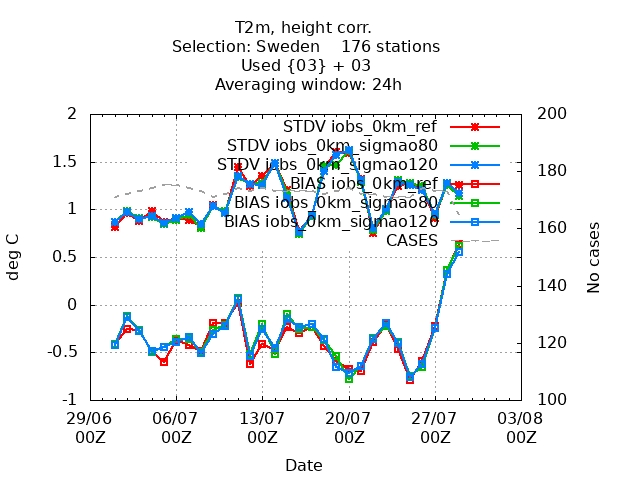 T2m, height corr.
Selection: Sweden 176 stations
Used {03} + 03
Averaging window: 24h
2
1.5
1
0.5
0
-0.5
-1
deg C
200
180
160
140
120
100
No cases
STDV iobs_0km_ref
STDV iobs_0km_sigmao80
STDV iobs_0km_sigmao120
BIAS iobs_0km_ref
BIAS iobs_0km_sigmao80
BIAS iobs_0km_sigmao120
CASES
29/06 06/07 13/07 20/07 27/07 03/08
00Z 00Z 00Z 00Z 00Z 00Z
Date